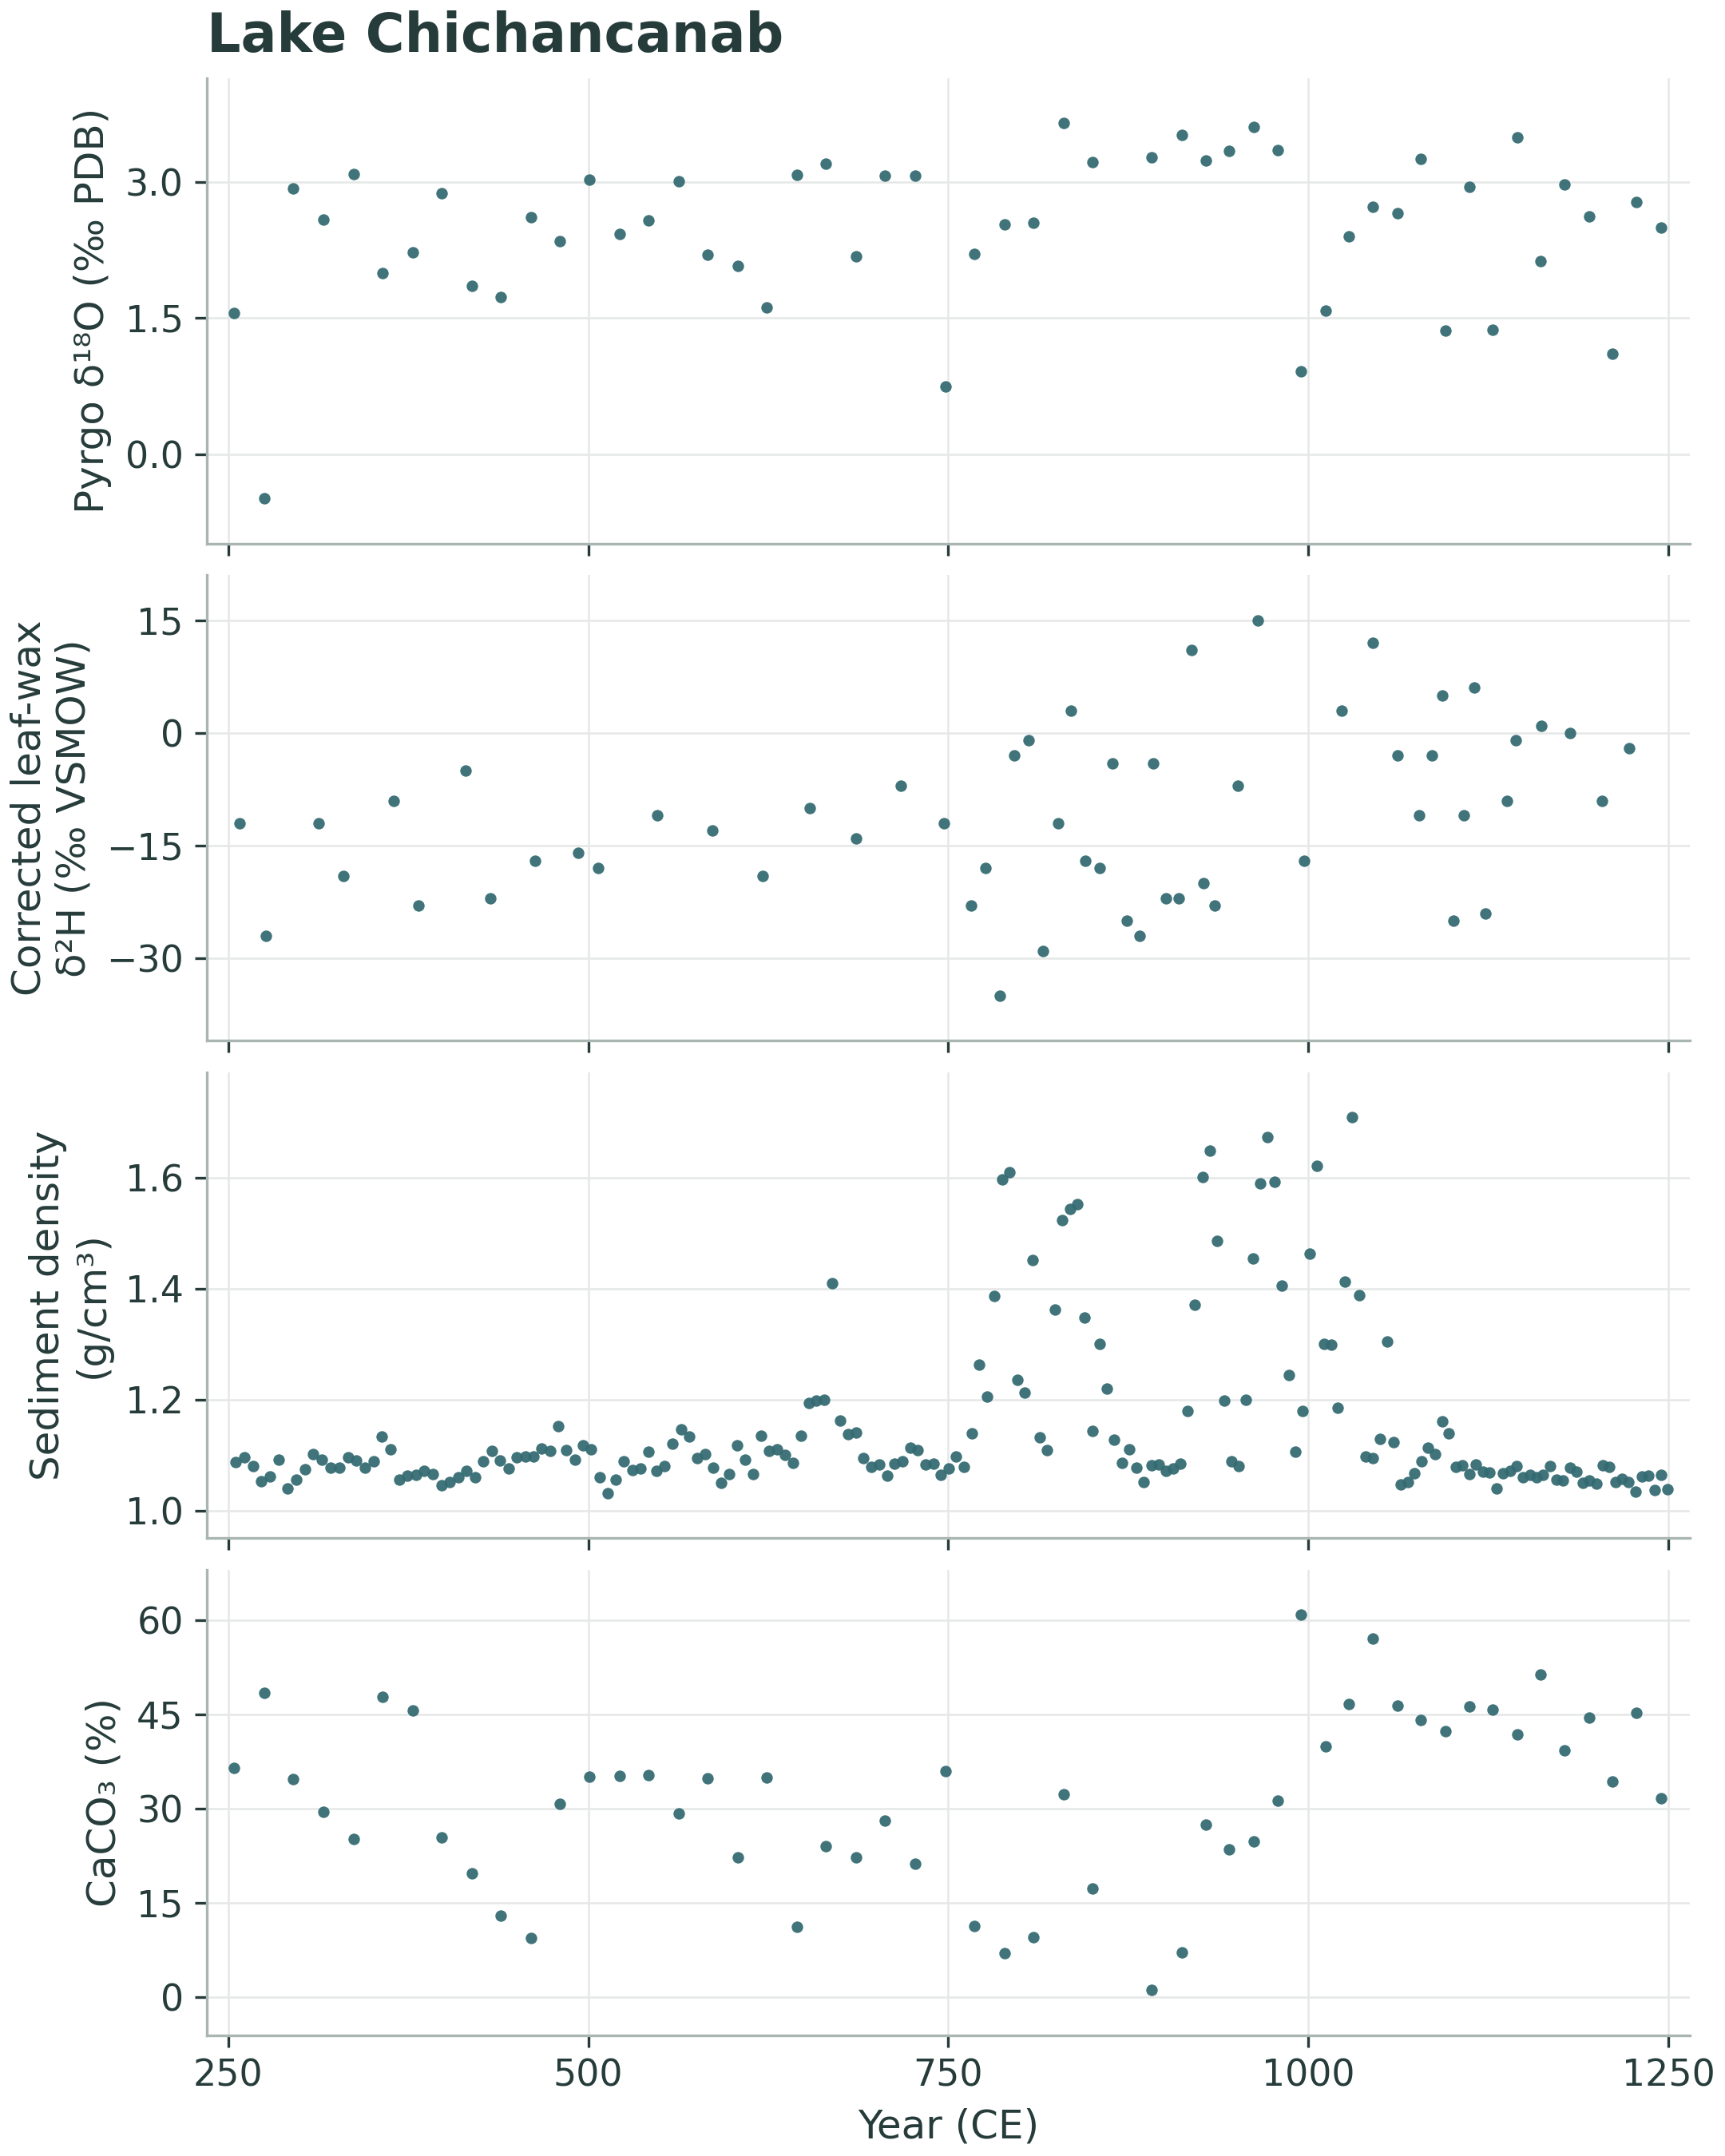 Lake Chichancanab
Pyrgo δ¹⁸O (‰ PDB)
3.0
1.5
0.0
Corrected leaf-wax
δ²H (‰ VSMOW)
15
0
−15
−30
Sediment density
(g/cm³)
1.6
1.4
1.2
1.0
CaCO₃ (%)
60
45
30
15
0
250 500 750 1000 1250
Year (CE)